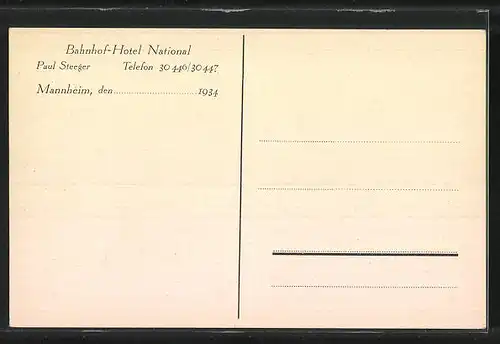 Bahnhof-Hotel National
Paul Steeger Telefon 30446/30447
Mannheim, den.................................1934